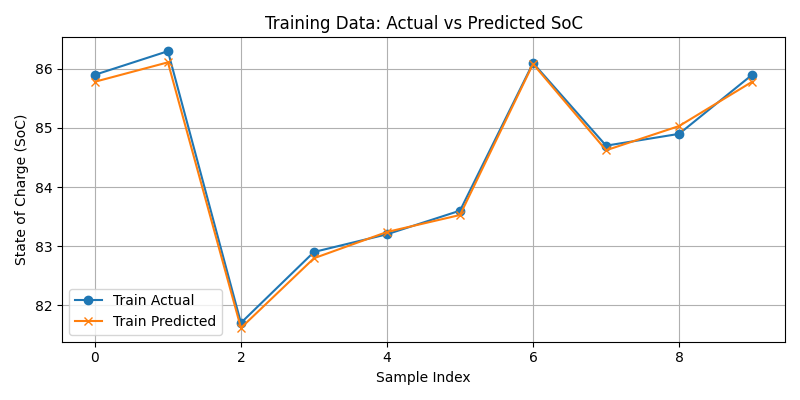 Training Data: Actual vs Predicted SoC
State of Charge (SoC)
86
85
84
83
82
Train Actual
Train Predicted
0 2 4 6 8
Sample Index